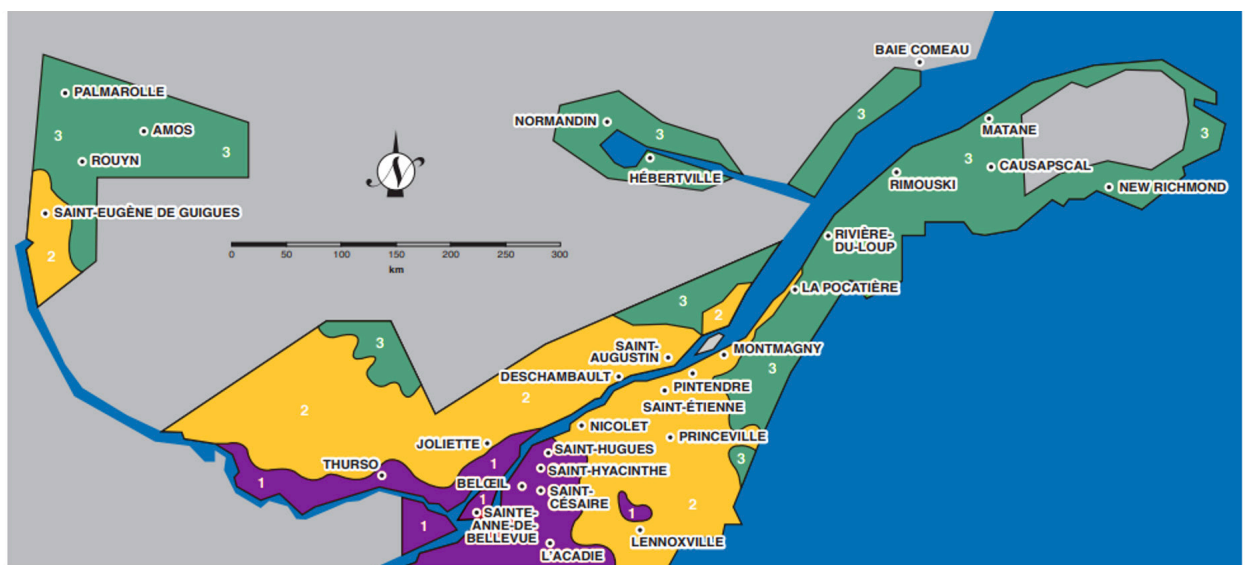 BAIE COMEAU
PALMAROLLE
3
NORMANDIN
3
MATANE
3
AMOS
3
3
3
ROUYN
HÉBERTVILLE
RIMOUSKI
CAUSAPSCAL
NEW RICHMOND
SAINT-EUGÈNE DE GUIGUES
2
RIVIÈRE-
DU-LOUP
N
0 50 100 150 200 250 300
km
3
2
LA POCATIÈRE
3
SAINT-
AUGUSTIN
MONTMAGNY
DESCHAMBAULT
PINTENDRE
3
2
2
SAINT-ÉTIENNE
NICOLET
JOLIETTE
PRINCEVILLE
THURSO
1
SAINT-HUGUES
3
1
BELŒIL
SAINT-HYACINTHE
SAINT-
CÉSAIRE
1
2
1
1
SAINTE-
ANNE-DE-
BELLEVUE
LENNOXVILLE
L'ACADIE